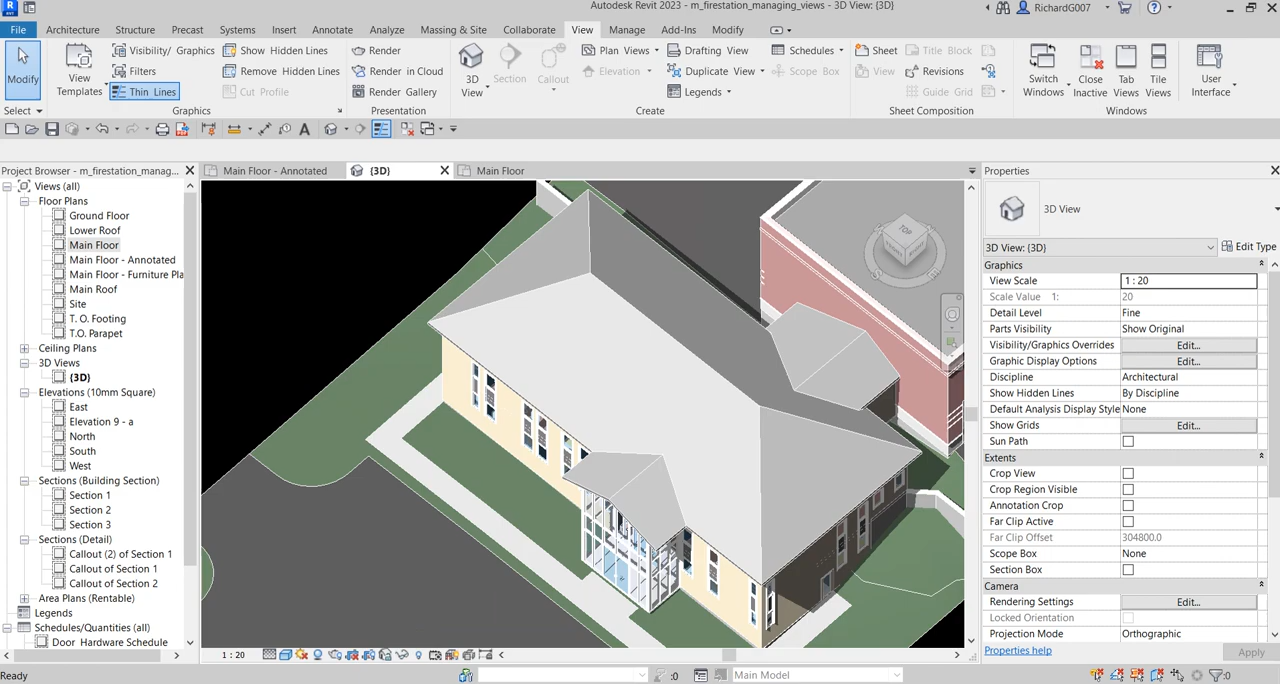 Autodesk Revit 2023 - m_firestation_managing_views - 3D View: {3D}
RichardG007
File Architecture Structure Precast Systems Insert Annotate Analyze Massing & Site Collaborate View Manage Add-Ins Modify
Modify
Select
View Templates
Visibility/ Graphics
Filters
Thin Lines
Show Hidden Lines
Remove Hidden Lines
Cut Profile
Graphics
Render
Render in Cloud
Render Gallery
Presentation
3D View
Section
Callout
Plan Views
Elevation
Drafting View
Duplicate View
Legends
Schedules
Scope Box
Create
Sheet
View
Title Block
Revisions
Guide Grid
Sheet Composition
Switch Windows
Close Inactive
Tab Views
Tile Views
Windows
User Interface
Project Browser - m_firestation_manag...
Views (all)
Floor Plans
Ground Floor
Lower Roof
Main Floor
Main Floor - Annotated
Main Floor - Furniture Pla
Main Roof
Site
T. O. Footing
T.O. Parapet
Ceiling Plans
3D Views
{3D}
Elevations (10mm Square)
East
Elevation 9 - a
North
South
West
Sections (Building Section)
Section 1
Section 2
Section 3
Sections (Detail)
Callout (2) of Section 1
Callout of Section 1
Callout of Section 2
Area Plans (Rentable)
Legends
Schedules/Quantities (all)
Door Hardware Schedule
Main Floor - Annotated
{3D}
Main Floor
TOP
Properties
3D View
3D View: {3D}
Edit Type
Graphics
View Scale 1 : 20
Scale Value 1: 20
Detail Level Fine
Parts Visibility Show Original
Visibility/Graphics Overrides Edit...
Graphic Display Options Edit...
Discipline Architectural
Show Hidden Lines By Discipline
Default Analysis Display Style None
Show Grids Edit...
Sun Path
Extents
Crop View
Crop Region Visible
Annotation Crop
Far Clip Active
Far Clip Offset 304800.0
Scope Box None
Section Box
Camera
Rendering Settings Edit...
Locked Orientation
Projection Mode Orthographic
Properties help
Apply
1 : 20
Ready
:0
Main Model
:0